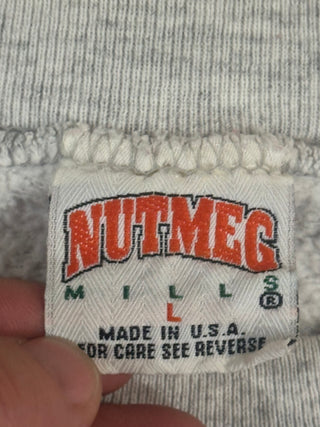 NUTMEG
MILLS®
L
MADE IN U.S.A.
FOR CARE SEE REVERSE